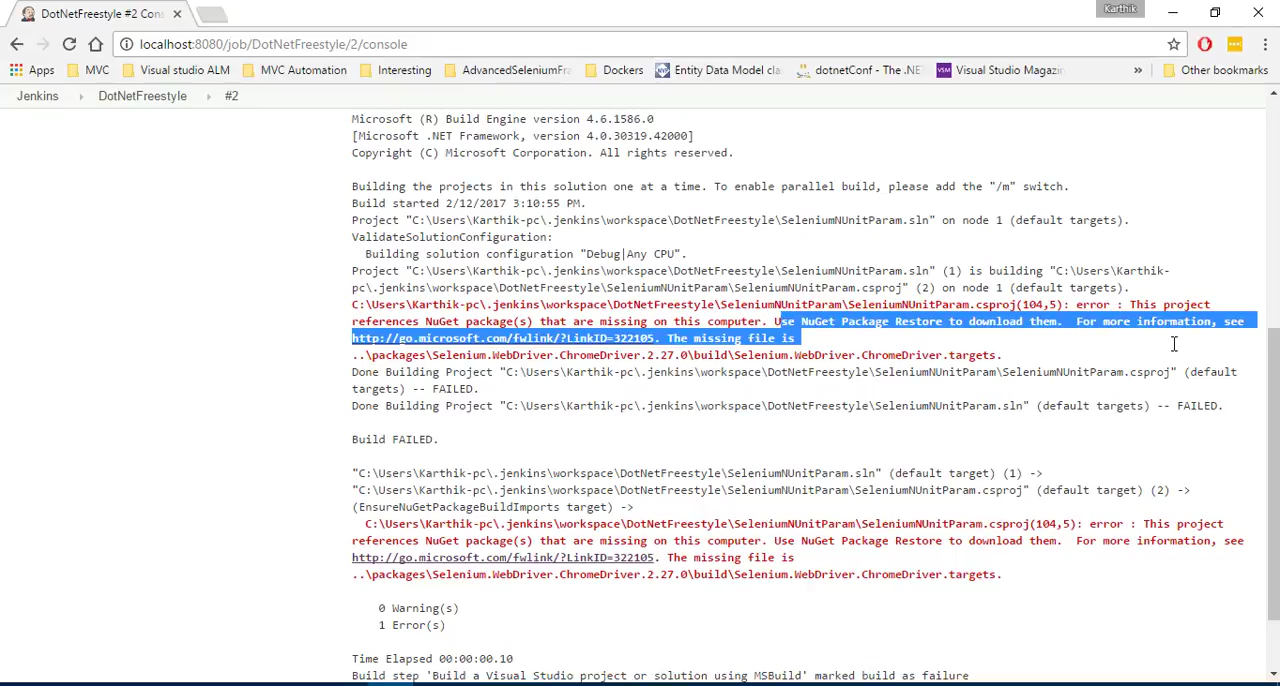 DotNetFreestyle #2 Cons
Karthik
localhost:8080/job/DotNetFreestyle/2/console
Apps MVC Visual studio ALM MVC Automation Interesting AdvancedSeleniumFra Dockers Entity Data Model cla dotnetConf - The .NE Visual Studio Magazin » Other bookmarks
Jenkins DotNetFreestyle #2
Microsoft (R) Build Engine version 4.6.1586.0
[Microsoft .NET Framework, version 4.0.30319.42000]
Copyright (C) Microsoft Corporation. All rights reserved.
Building the projects in this solution one at a time. To enable parallel build, please add the "/m" switch.
Build started 2/12/2017 3:10:55 PM.
Project "C:\Users\Karthik-pc\.jenkins\workspace\DotNetFreestyle\SeleniumNUnitParam.sln" on node 1 (default targets).
ValidateSolutionConfiguration:
Building solution configuration "Debug|Any CPU".
Project "C:\Users\Karthik-pc\.jenkins\workspace\DotNetFreestyle\SeleniumNUnitParam.sln" (1) is building "C:\Users\Karthik-
pc\.jenkins\workspace\DotNetFreestyle\SeleniumNUnitParam\SeleniumNUnitParam.csproj" (2) on node 1 (default targets).
C:\Users\Karthik-pc\.jenkins\workspace\DotNetFreestyle\SeleniumNUnitParam\SeleniumNUnitParam.csproj(104,5): error : This project
references NuGet package(s) that are missing on this computer. Use NuGet Package Restore to download them.  For more information, see
http://go.microsoft.com/fwlink/?LinkID=322105. The missing file is
..\packages\Selenium.WebDriver.ChromeDriver.2.27.0\build\Selenium.WebDriver.ChromeDriver.targets.
Done Building Project "C:\Users\Karthik-pc\.jenkins\workspace\DotNetFreestyle\SeleniumNUnitParam\SeleniumNUnitParam.csproj" (default
targets) -- FAILED.
Done Building Project "C:\Users\Karthik-pc\.jenkins\workspace\DotNetFreestyle\SeleniumNUnitParam.sln" (default targets) -- FAILED.
Build FAILED.
"C:\Users\Karthik-pc\.jenkins\workspace\DotNetFreestyle\SeleniumNUnitParam.sln" (default target) (1) ->
"C:\Users\Karthik-pc\.jenkins\workspace\DotNetFreestyle\SeleniumNUnitParam\SeleniumNUnitParam.csproj" (default target) (2) ->
(EnsureNuGetPackageBuildImports target) ->
C:\Users\Karthik-pc\.jenkins\workspace\DotNetFreestyle\SeleniumNUnitParam\SeleniumNUnitParam.csproj(104,5): error : This project
references NuGet package(s) that are missing on this computer. Use NuGet Package Restore to download them.  For more information, see
http://go.microsoft.com/fwlink/?LinkID=322105. The missing file is
..\packages\Selenium.WebDriver.ChromeDriver.2.27.0\build\Selenium.WebDriver.ChromeDriver.targets.
0 Warning(s)
1 Error(s)
Time Elapsed 00:00:00.10
Build step 'Build a Visual Studio project or solution using MSBuild' marked build as failure